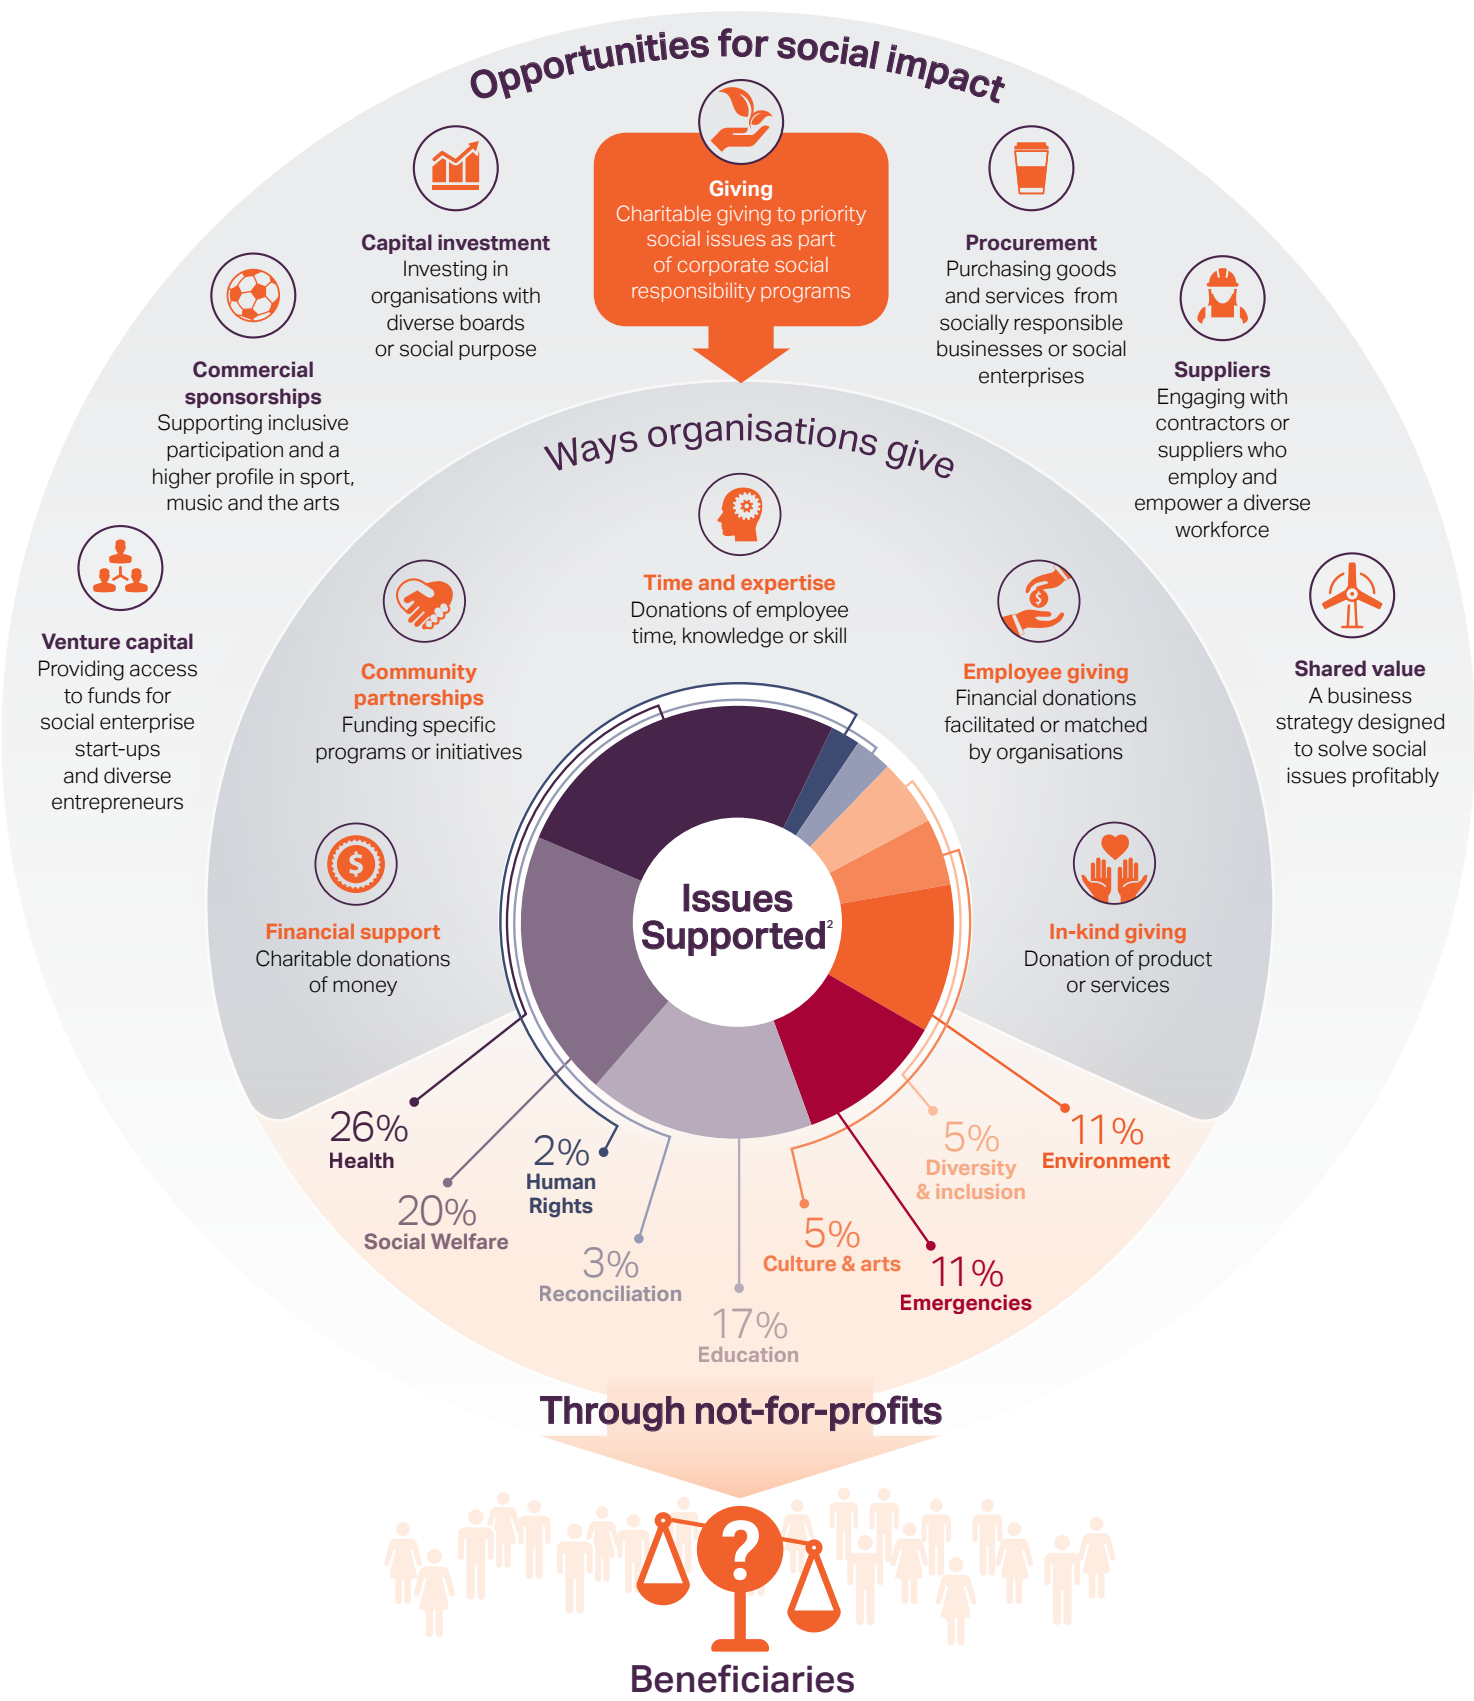 Opportunities for social impact
Giving
Charitable giving to priority
social issues as part
of corporate social
responsibility programs
Capital investment
Investing in
organisations with
diverse boards
or social purpose
Procurement
Purchasing goods
and services from
socially responsible
businesses or social
enterprises
Commercial
sponsorships
Supporting inclusive
participation and a
higher profile in sport,
music and the arts
Suppliers
Engaging with
contractors or
suppliers who
employ and
empower a diverse
workforce
Venture capital
Providing access
to funds for
social enterprise
start-ups
and diverse
entrepreneurs
Shared value
A business
strategy designed
to solve social
issues profitably
Ways organisations give
Time and expertise
Donations of employee
time, knowledge or skill
Community
partnerships
Funding specific
programs or initiatives
Employee giving
Financial donations
facilitated or matched
by organisations
$
Financial support
Charitable donations
of money
$
In-kind giving
Donation of product
or services
Issues
Supported²
26%
Health
20%
Social Welfare
2%
Human
Rights
3%
Reconciliation
17%
Education
5%
Culture & arts
11%
Emergencies
5%
Diversity
& inclusion
11%
Environment
Through not-for-profits
?
Beneficiaries